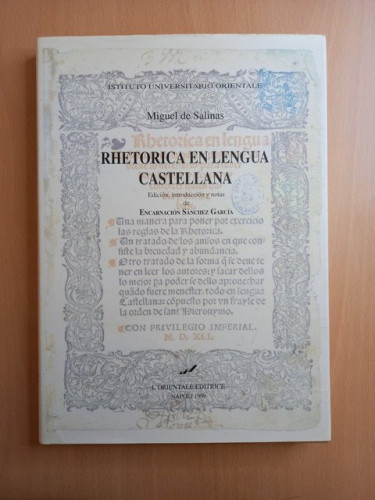 ISTITUTO UNIVERSITARIO ORIENTALE
Miguel de Salinas
Rhetorica en lengua
RHETORICA EN LENGUA
CASTELLANA
Edición, introducción y notas
de
ENCARNACIÓN SÁNCHEZ GARCÍA
Una manera para poner por exercicio
las reglas de la Rhetorica.
Un tratado de los auisos en que con-
siste la breuedad y abundancia.
Otro tratado de la forma q̃ se deue te
ner en leer los autores: y sacar dellos
lo mejor pa poder se dello aprouechar
quãdo fuere menester: todo en lengua
Castellana: cõpuesto por vn frayle de
la orden de sant Hieronymo.
CON PRIVILEGIO IMPERIAL.
M. D. XLI.
L'ORIENTALE EDITRICE
NAPOLI 1999